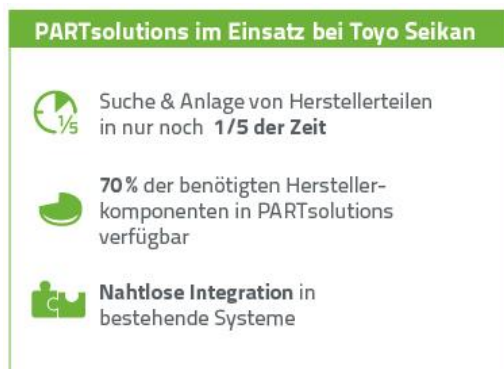 PARTsolutions im Einsatz bei Toyo Seikan
1/5
Suche & Anlage von Herstellerteilen
in nur noch 1/5 der Zeit
70% der benötigten Hersteller-
komponenten in PARTsolutions
verfügbar
Nahtlose Integration in
bestehende Systeme